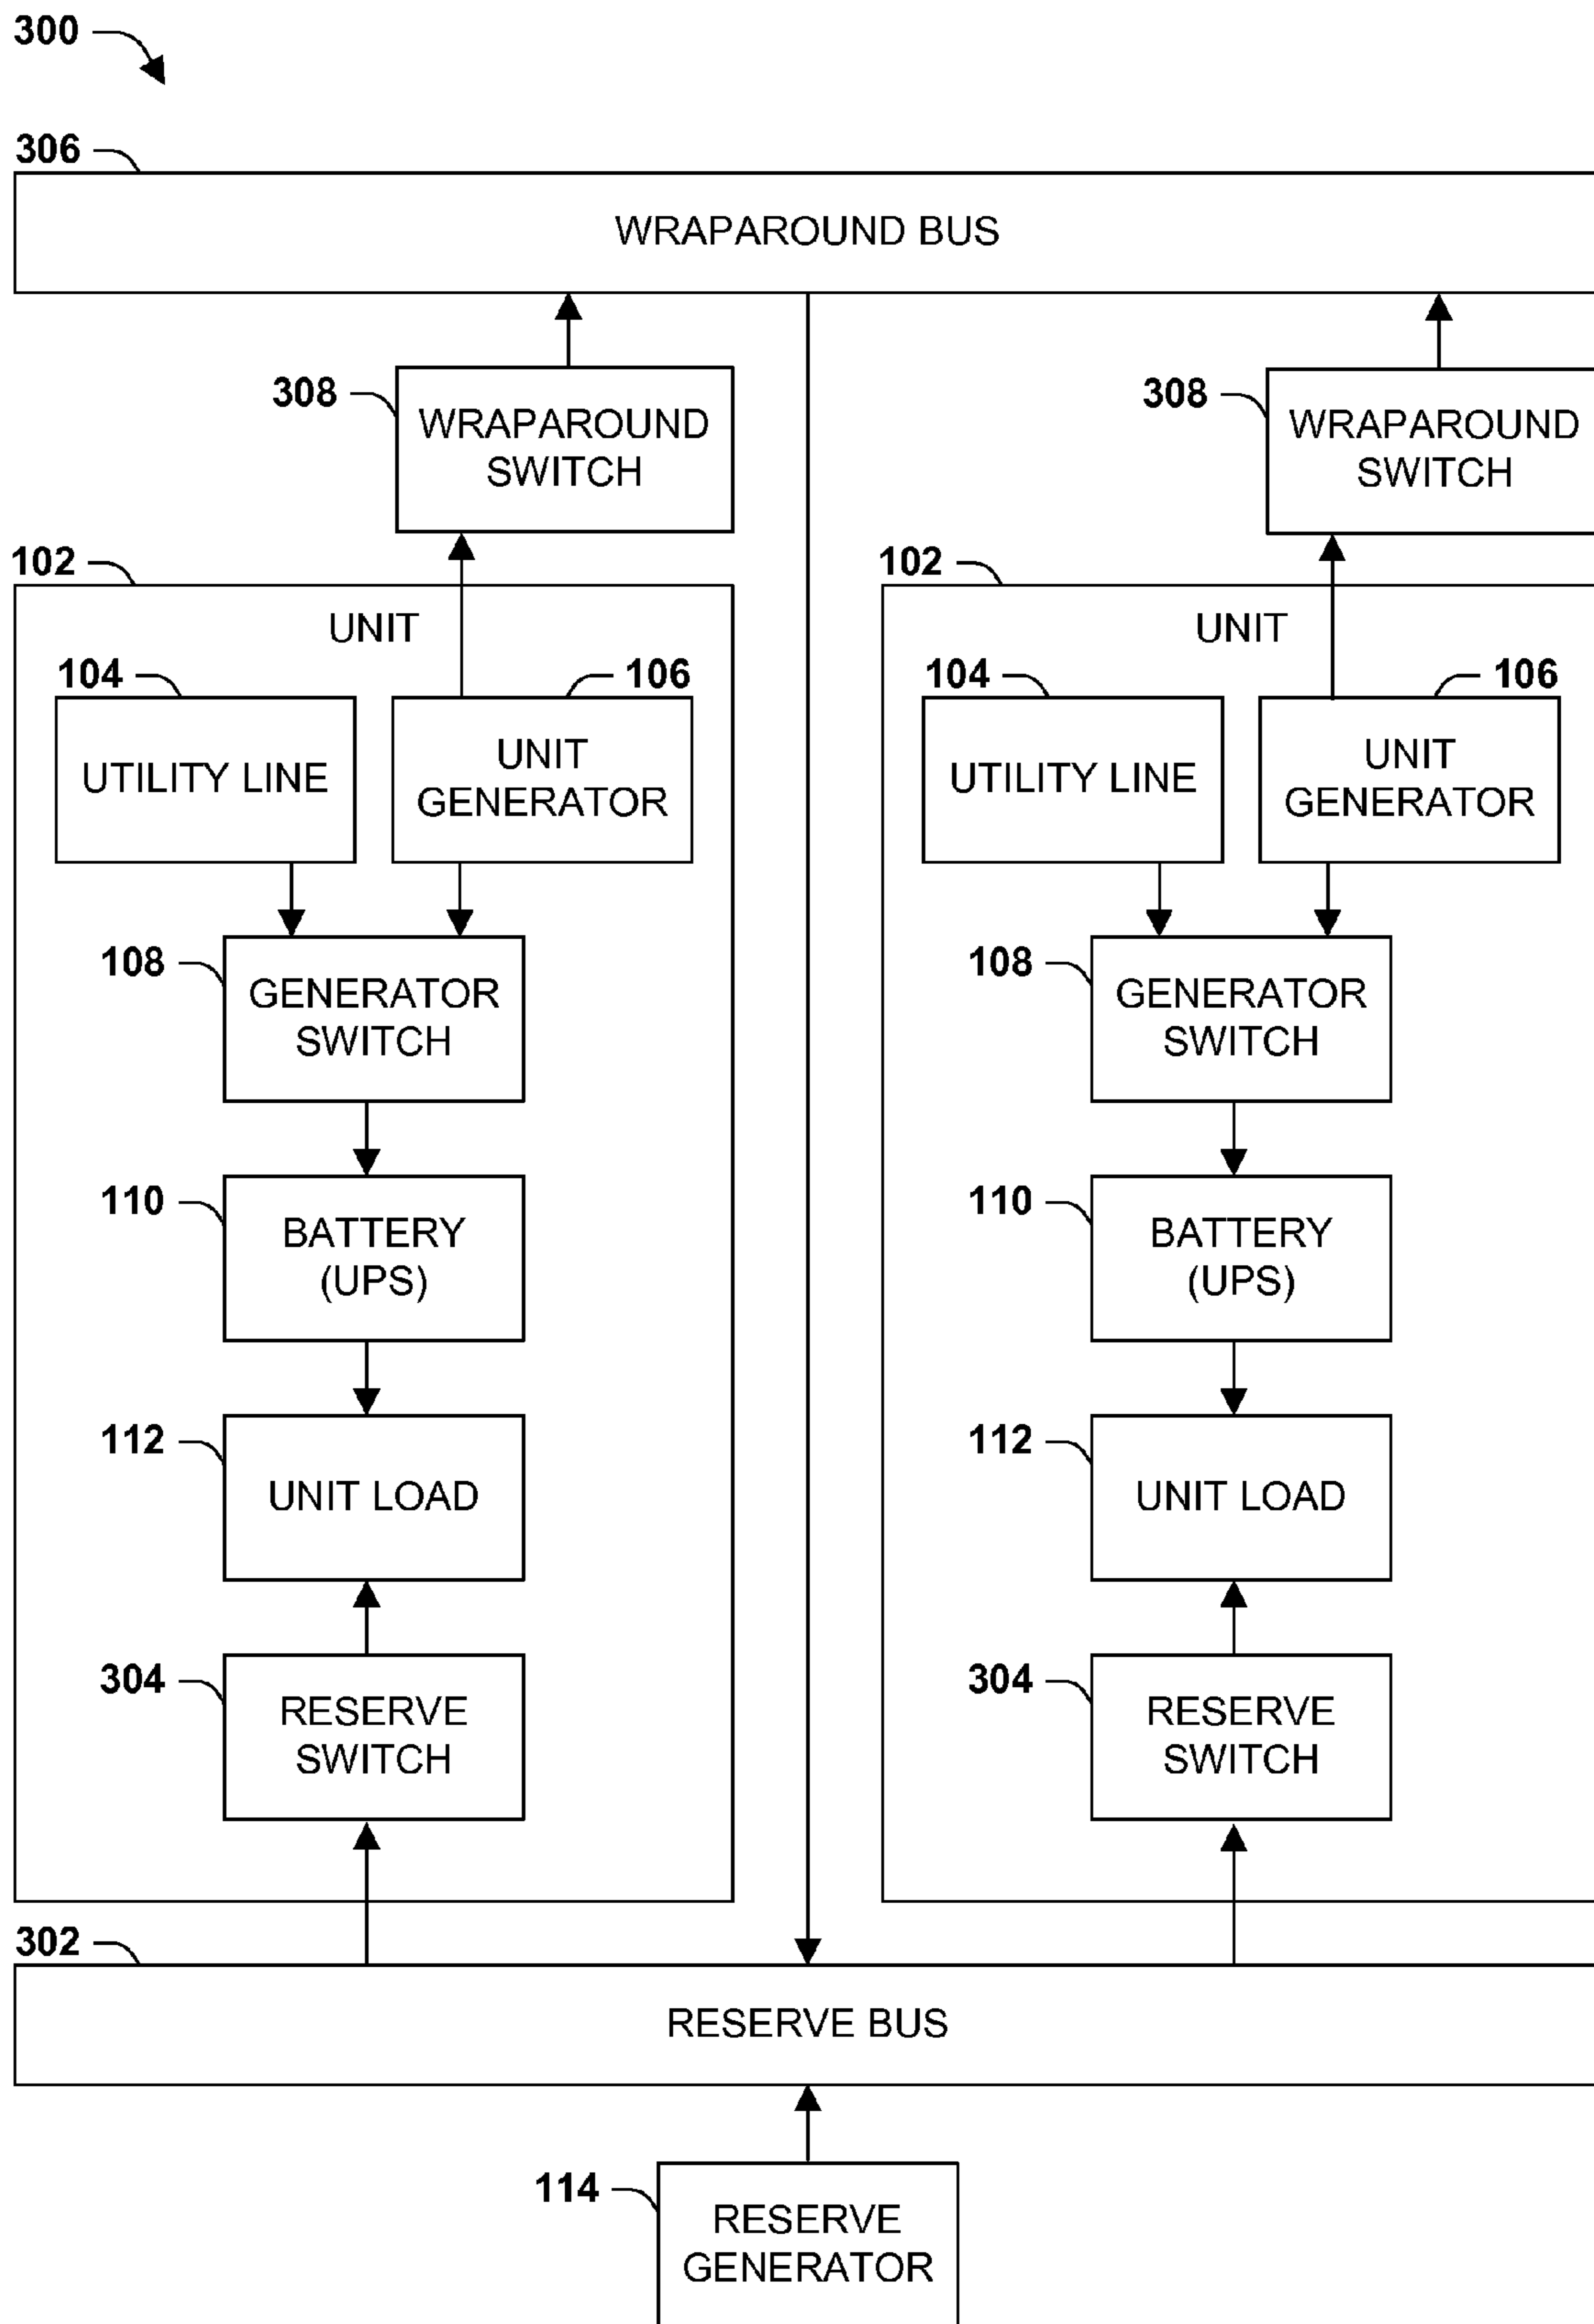 300
306
WRAPAROUND BUS
308
WRAPAROUND
SWITCH
308
WRAPAROUND
SWITCH
102
UNIT
104
106
UTILITY LINE
UNIT
GENERATOR
108
GENERATOR
SWITCH
110
BATTERY
(UPS)
112
UNIT LOAD
304
RESERVE
SWITCH
102
UNIT
104
106
UTILITY LINE
UNIT
GENERATOR
108
GENERATOR
SWITCH
110
BATTERY
(UPS)
112
UNIT LOAD
304
RESERVE
SWITCH
302
RESERVE BUS
114
RESERVE
GENERATOR